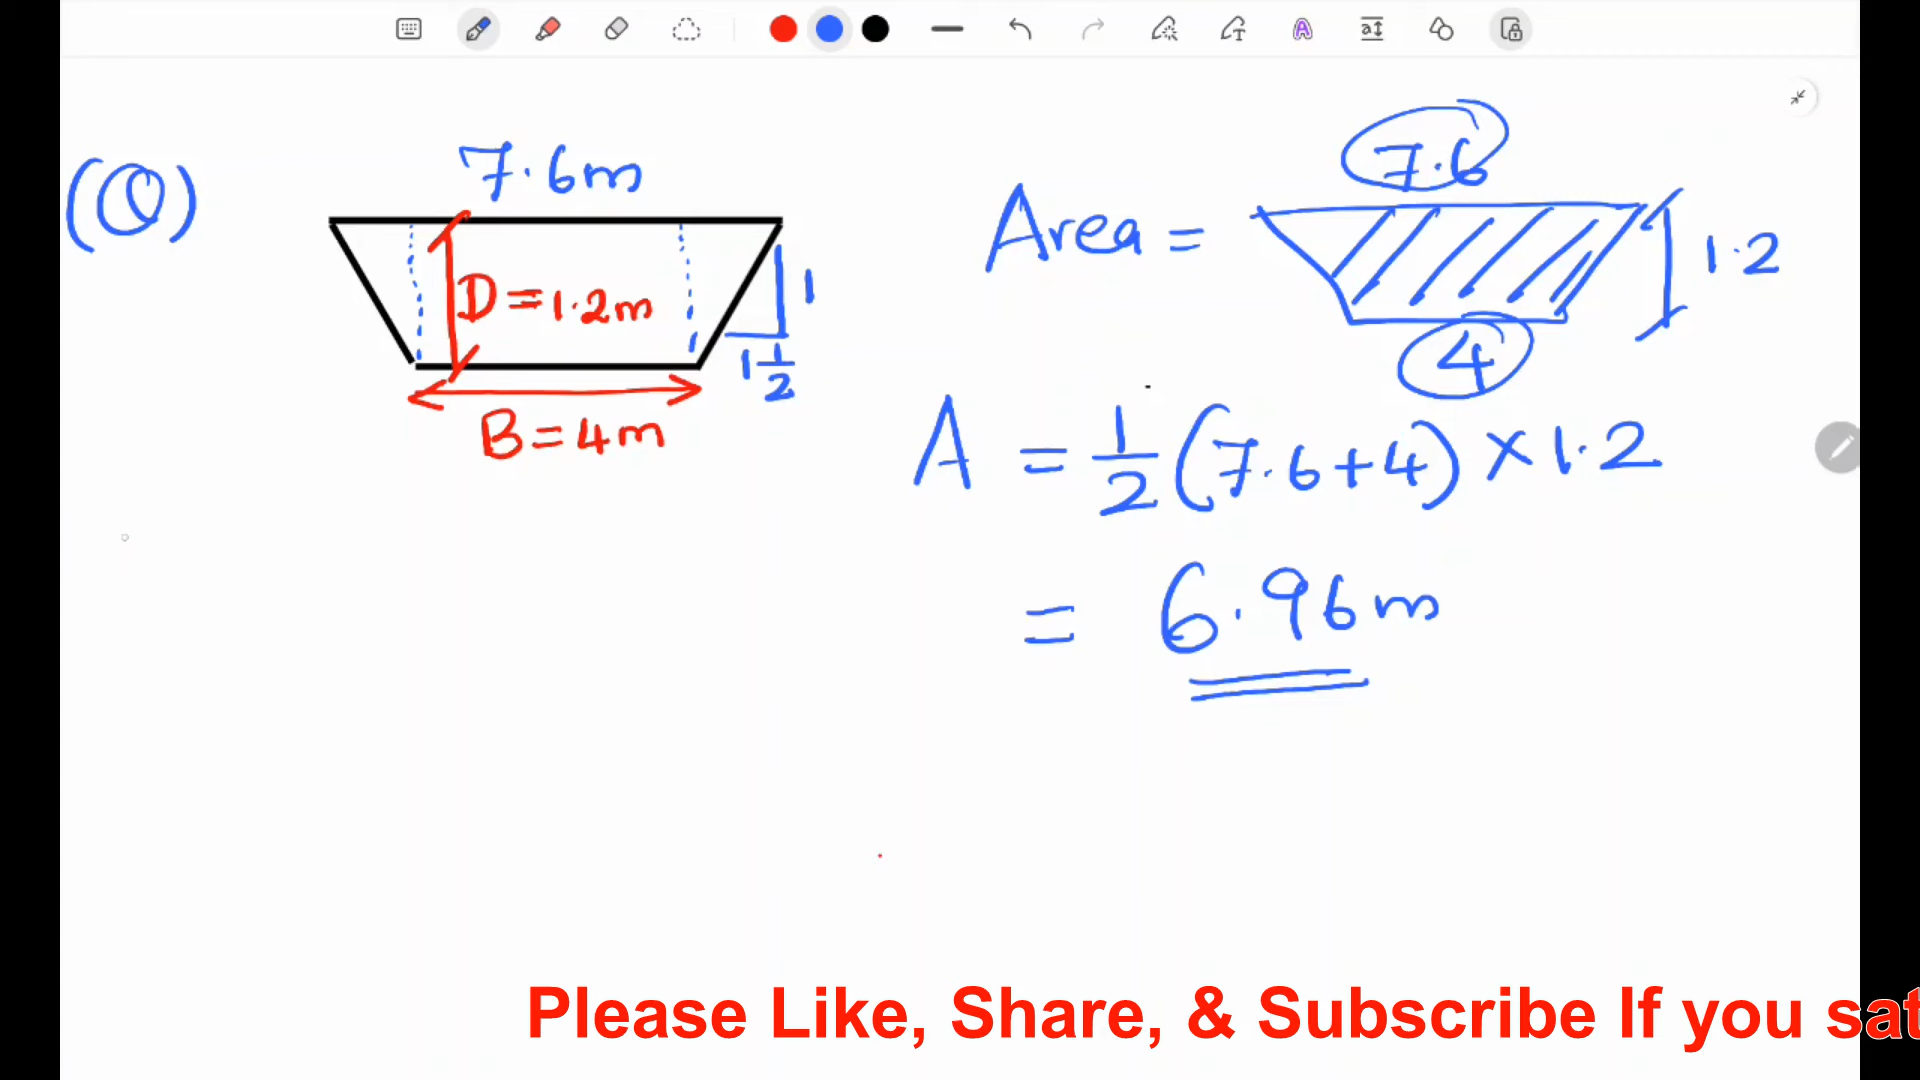 (Q)
7.6m
D=1.2m
1
1 1/2
B=4m
Area=
7.6
1.2
4
A = 1/2 (7.6+4) × 1.2
= 6.96m
Please Like, Share, & Subscribe If you sat